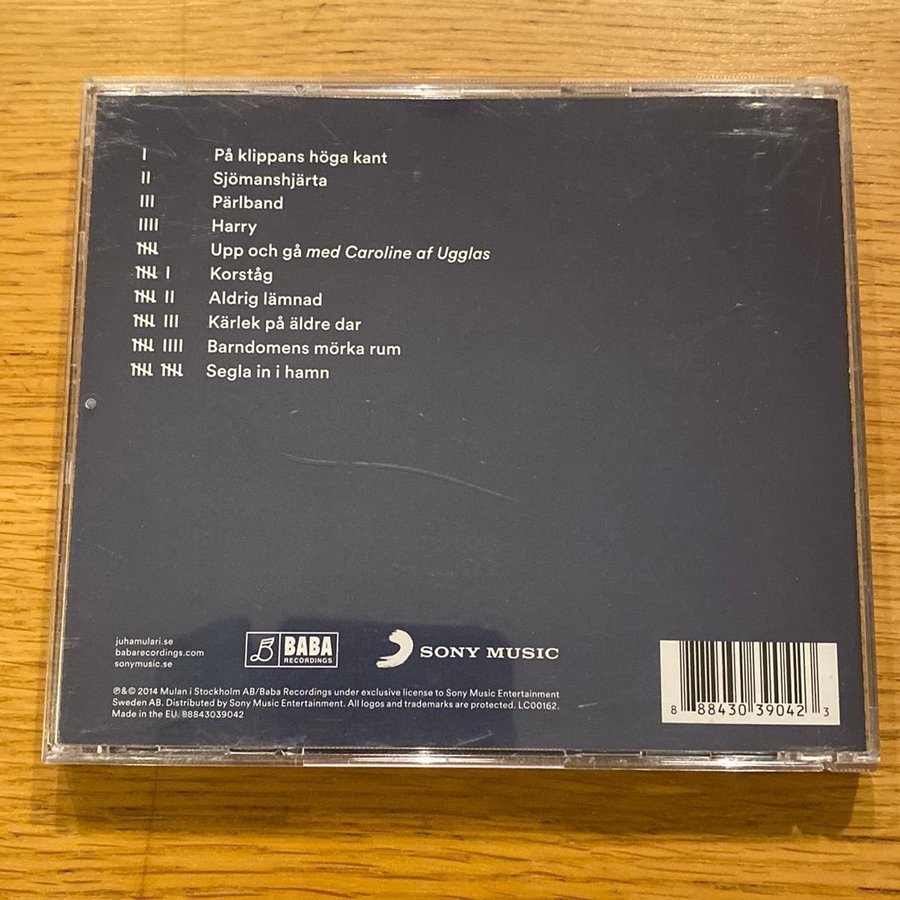 I På klippans höga kant
II Sjömanshjärta
III Pärlband
IIII Harry
IIII Upp och gå med Caroline af Ugglas
IIII I Korståg
IIII II Aldrig lämnad
IIII III Kärlek på äldre dar
IIII IIII Barndomens mörka rum
IIII IIII Segla in i hamn
juhamulari.se
babarecordings.com
sonymusic.se
BABA
RECORDINGS
SONY MUSIC
℗&© 2014 Mulan i Stockholm AB/Baba Recordings under exclusive license to Sony Music Entertainment
Sweden AB. Distributed by Sony Music Entertainment. All logos and trademarks are protected. LC00162.
Made in the EU. 88843039042
8 88430 39042 3